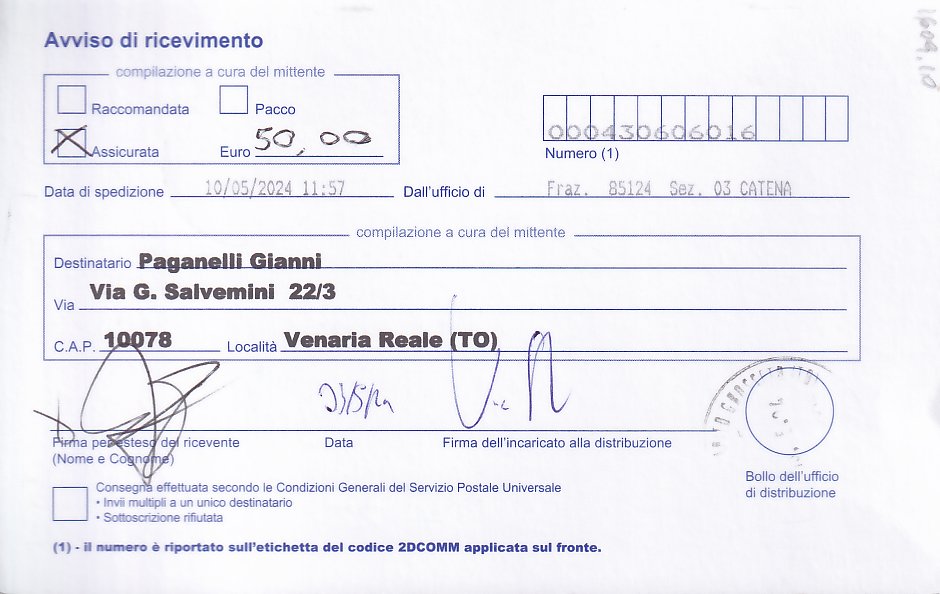 1609,10
Avviso di ricevimento
compilazione a cura del mittente
Raccomandata Pacco
Assicurata Euro 50,00
000430606016
Numero (1)
Data di spedizione 10/05/2024 11:57 Dall'ufficio di Fraz. 85124 Sez. 03 CATENA
compilazione a cura del mittente
Destinatario Paganelli Gianni
Via Via G. Salvemini 22/3
C.A.P. 10078 Località Venaria Reale (TO)
Firma per esteso del ricevente Data Firma dell'incaricato alla distribuzione
(Nome e Cognome)
Bollo dell'ufficio
di distribuzione
Consegna effettuata secondo le Condizioni Generali del Servizio Postale Universale
• Invii multipli a un unico destinatario
• Sottoscrizione rifiutata
(1) - il numero è riportato sull'etichetta del codice 2DCOMM applicata sul fronte.